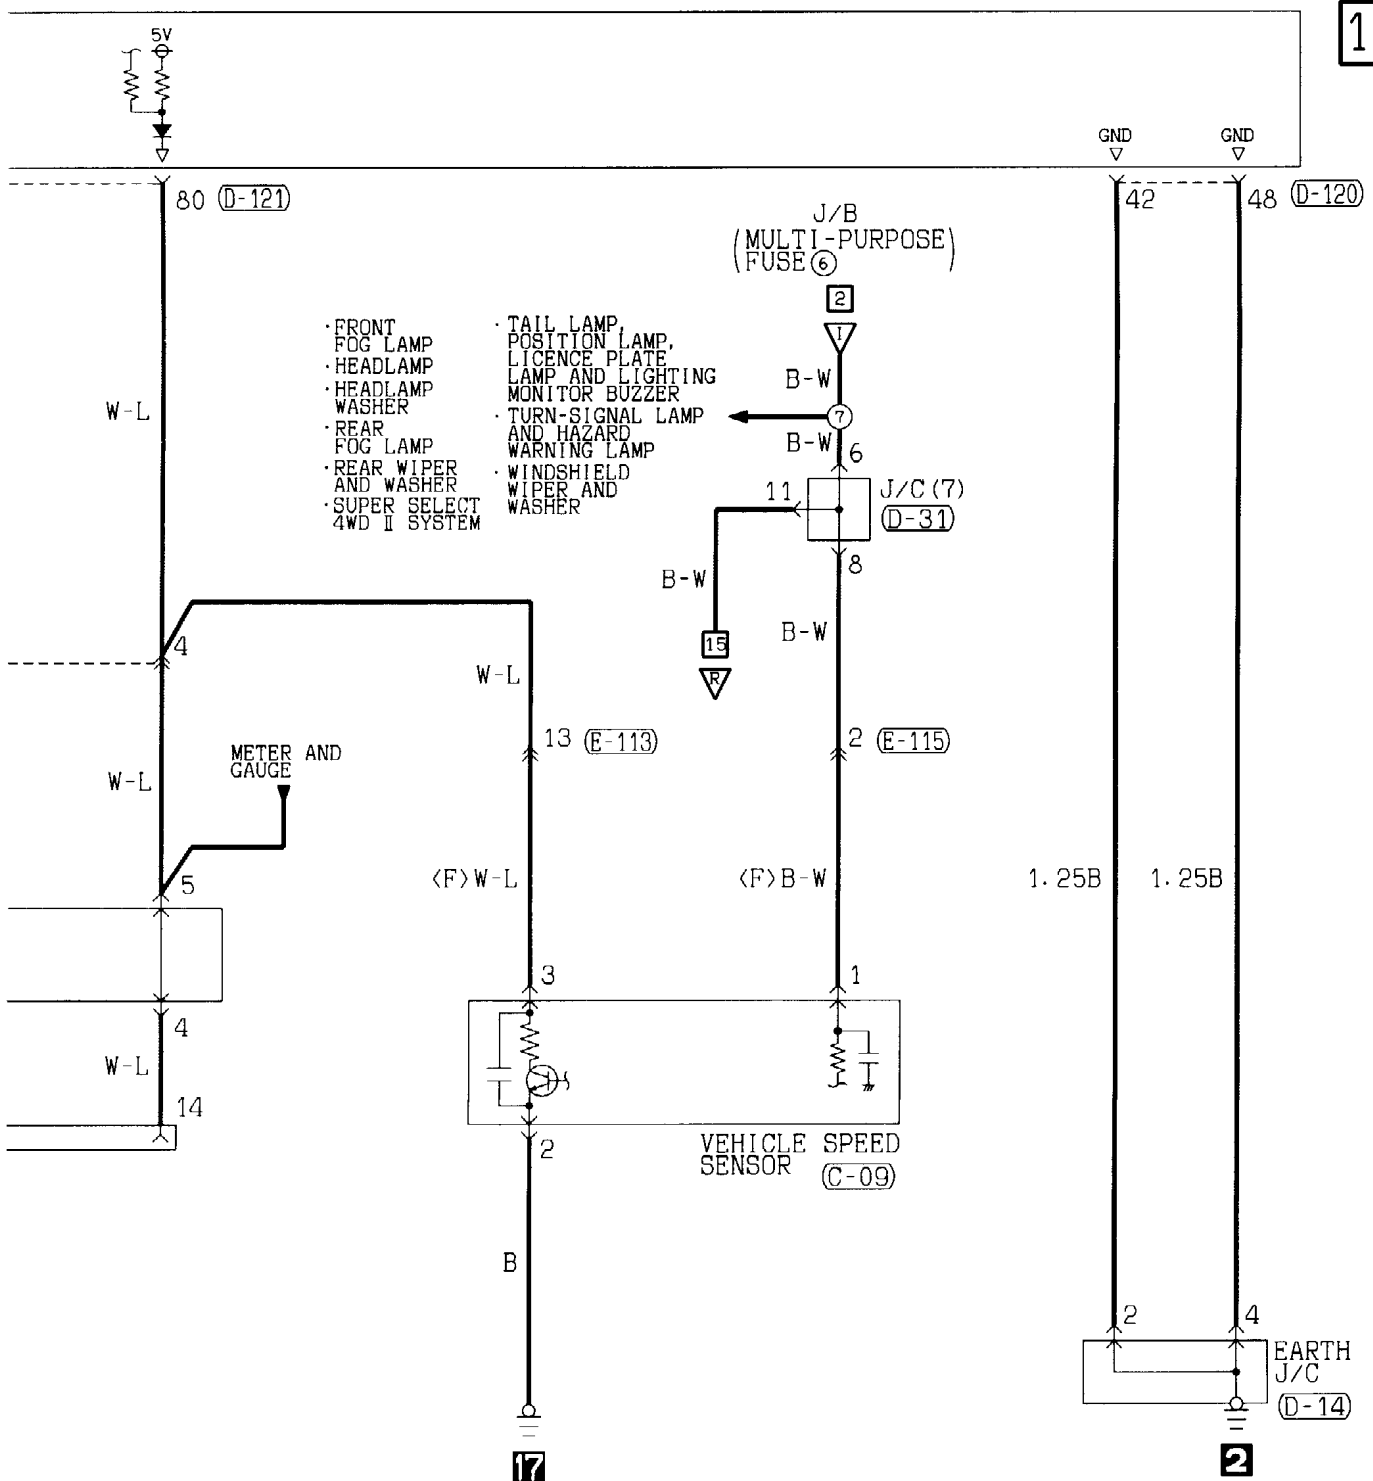 1
5V
GND
GND
80 (D-121)
42
48 (D-120)
J/B
(MULTI-PURPOSE)
FUSE⑥
2
I
·FRONT
FOG LAMP
·HEADLAMP
·HEADLAMP
WASHER
·REAR
FOG LAMP
·REAR WIPER
AND WASHER
·SUPER SELECT
4WD Ⅱ SYSTEM
·TAIL LAMP,
POSITION LAMP,
LICENCE PLATE
LAMP AND LIGHTING
MONITOR BUZZER
·TURN-SIGNAL LAMP
AND HAZARD
WARNING LAMP
·WINDSHIELD
WIPER AND
WASHER
B-W
W-L
7
B-W
6
11
J/C(7)
(D-31)
8
B-W
B-W
15
R
4
W-L
13 (E-113)
2 (E-115)
METER AND
GAUGE
W-L
5
<F>W-L
<F>B-W
1.25B
1.25B
3
1
4
W-L
14
2
VEHICLE SPEED
SENSOR
(C-09)
B
2
4
EARTH
J/C
(D-14)
17
2